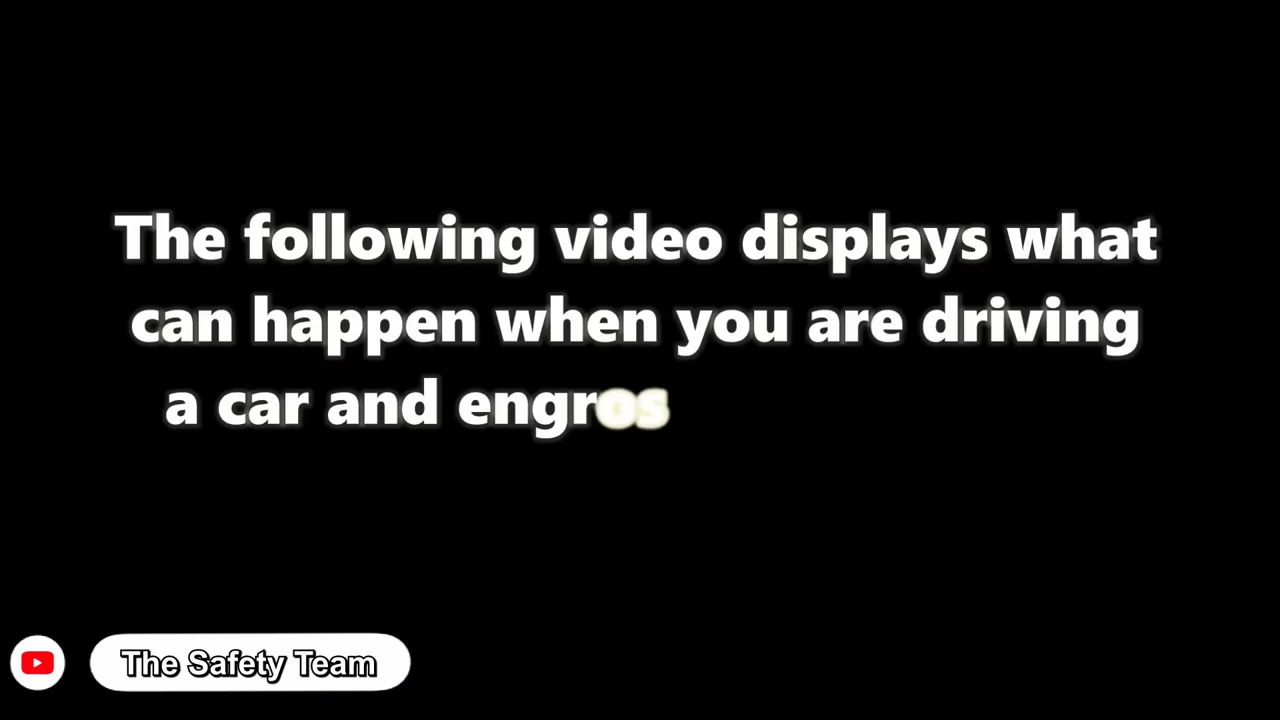 The following video displays what
can happen when you are driving
a car and engros
The Safety Team